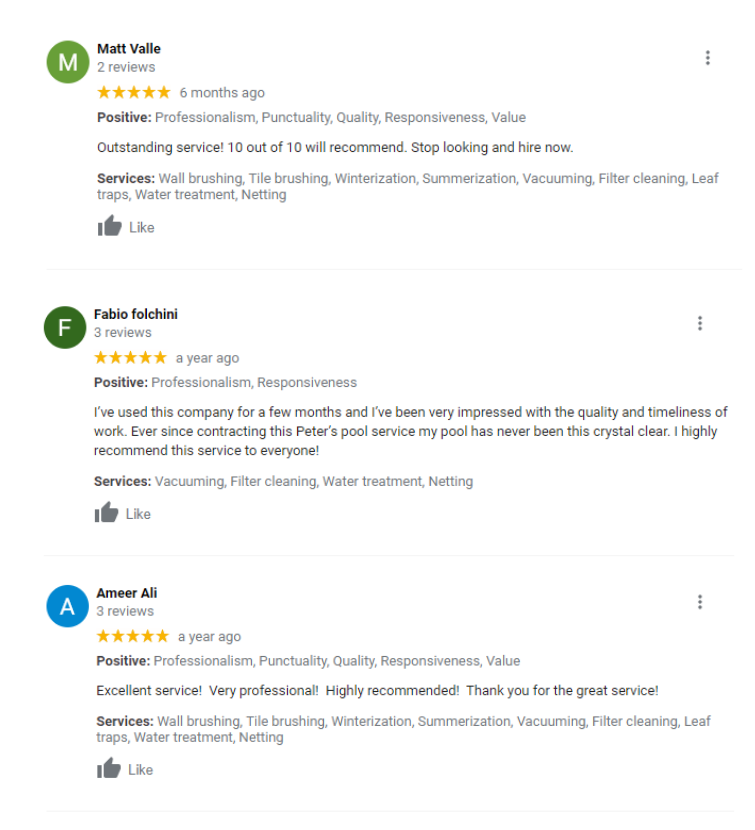 M
Matt Valle
2 reviews
6 months ago
Positive: Professionalism, Punctuality, Quality, Responsiveness, Value
Outstanding service! 10 out of 10 will recommend. Stop looking and hire now.
Services: Wall brushing, Tile brushing, Winterization, Summerization, Vacuuming, Filter cleaning, Leaf
traps, Water treatment, Netting
Like
F
Fabio folchini
3 reviews
a year ago
Positive: Professionalism, Responsiveness
I've used this company for a few months and I've been very impressed with the quality and timeliness of
work. Ever since contracting this Peter's pool service my pool has never been this crystal clear. I highly
recommend this service to everyone!
Services: Vacuuming, Filter cleaning, Water treatment, Netting
Like
A
Ameer Ali
3 reviews
a year ago
Positive: Professionalism, Punctuality, Quality, Responsiveness, Value
Excellent service!  Very professional!  Highly recommended!  Thank you for the great service!
Services: Wall brushing, Tile brushing, Winterization, Summerization, Vacuuming, Filter cleaning, Leaf
traps, Water treatment, Netting
Like